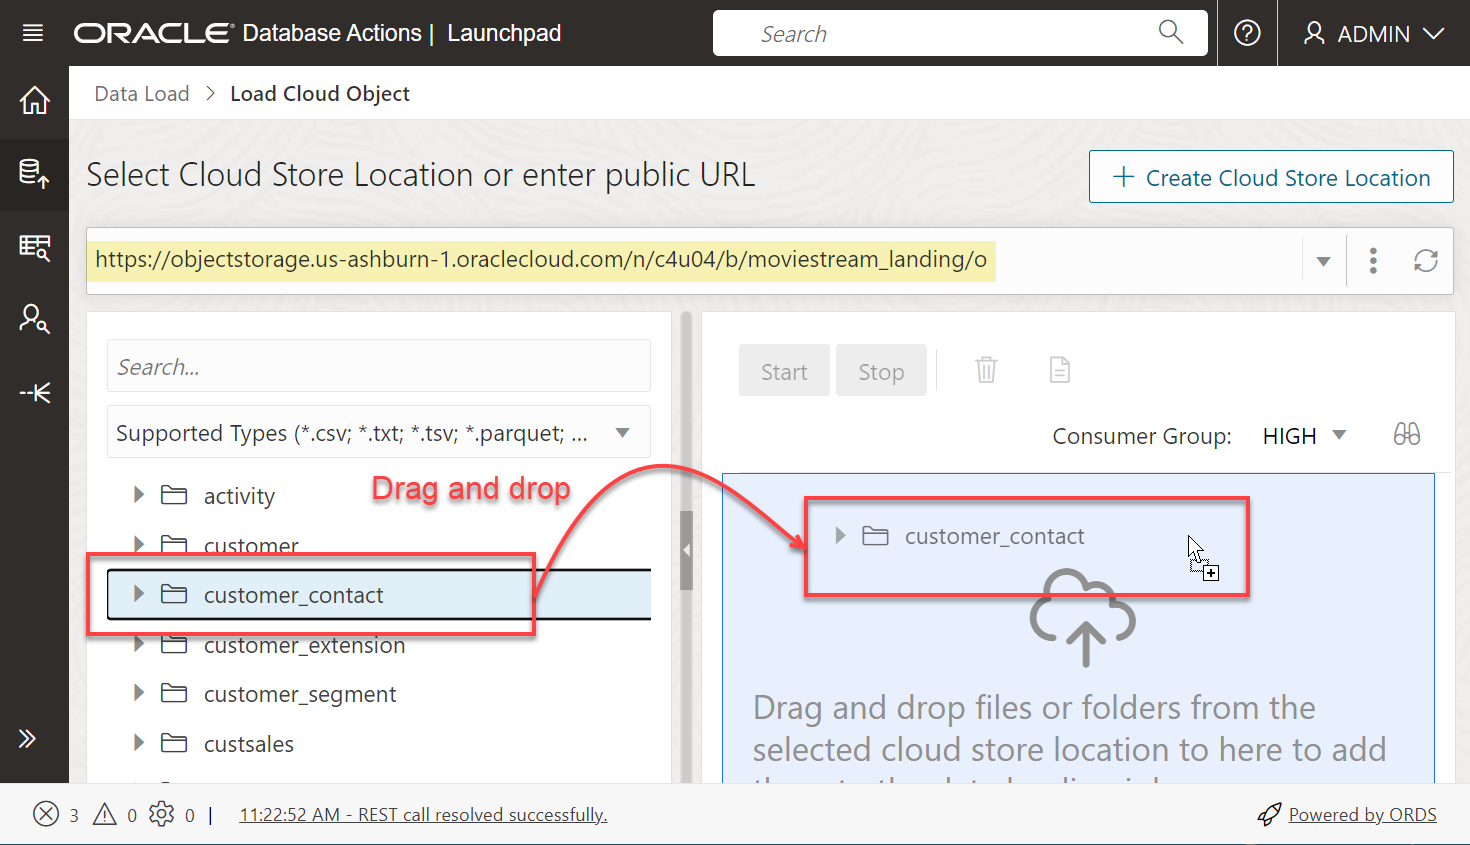 ORACLE Database Actions | Launchpad
Search
ADMIN
Data Load > Load Cloud Object
Select Cloud Store Location or enter public URL
+ Create Cloud Store Location
https://objectstorage.us-ashburn-1.oraclecloud.com/n/c4u04/b/moviestream_landing/o
Search...
Start
Stop
Supported Types (*.csv; *.txt; *.tsv; *.parquet; ...
Consumer Group: HIGH
Drag and drop
activity
customer
customer_contact
customer_extension
customer_segment
custsales
customer_contact
Drag and drop files or folders from the
selected cloud store location to here to add
3 0 0 | 11:22:52 AM - REST call resolved successfully.
Powered by ORDS